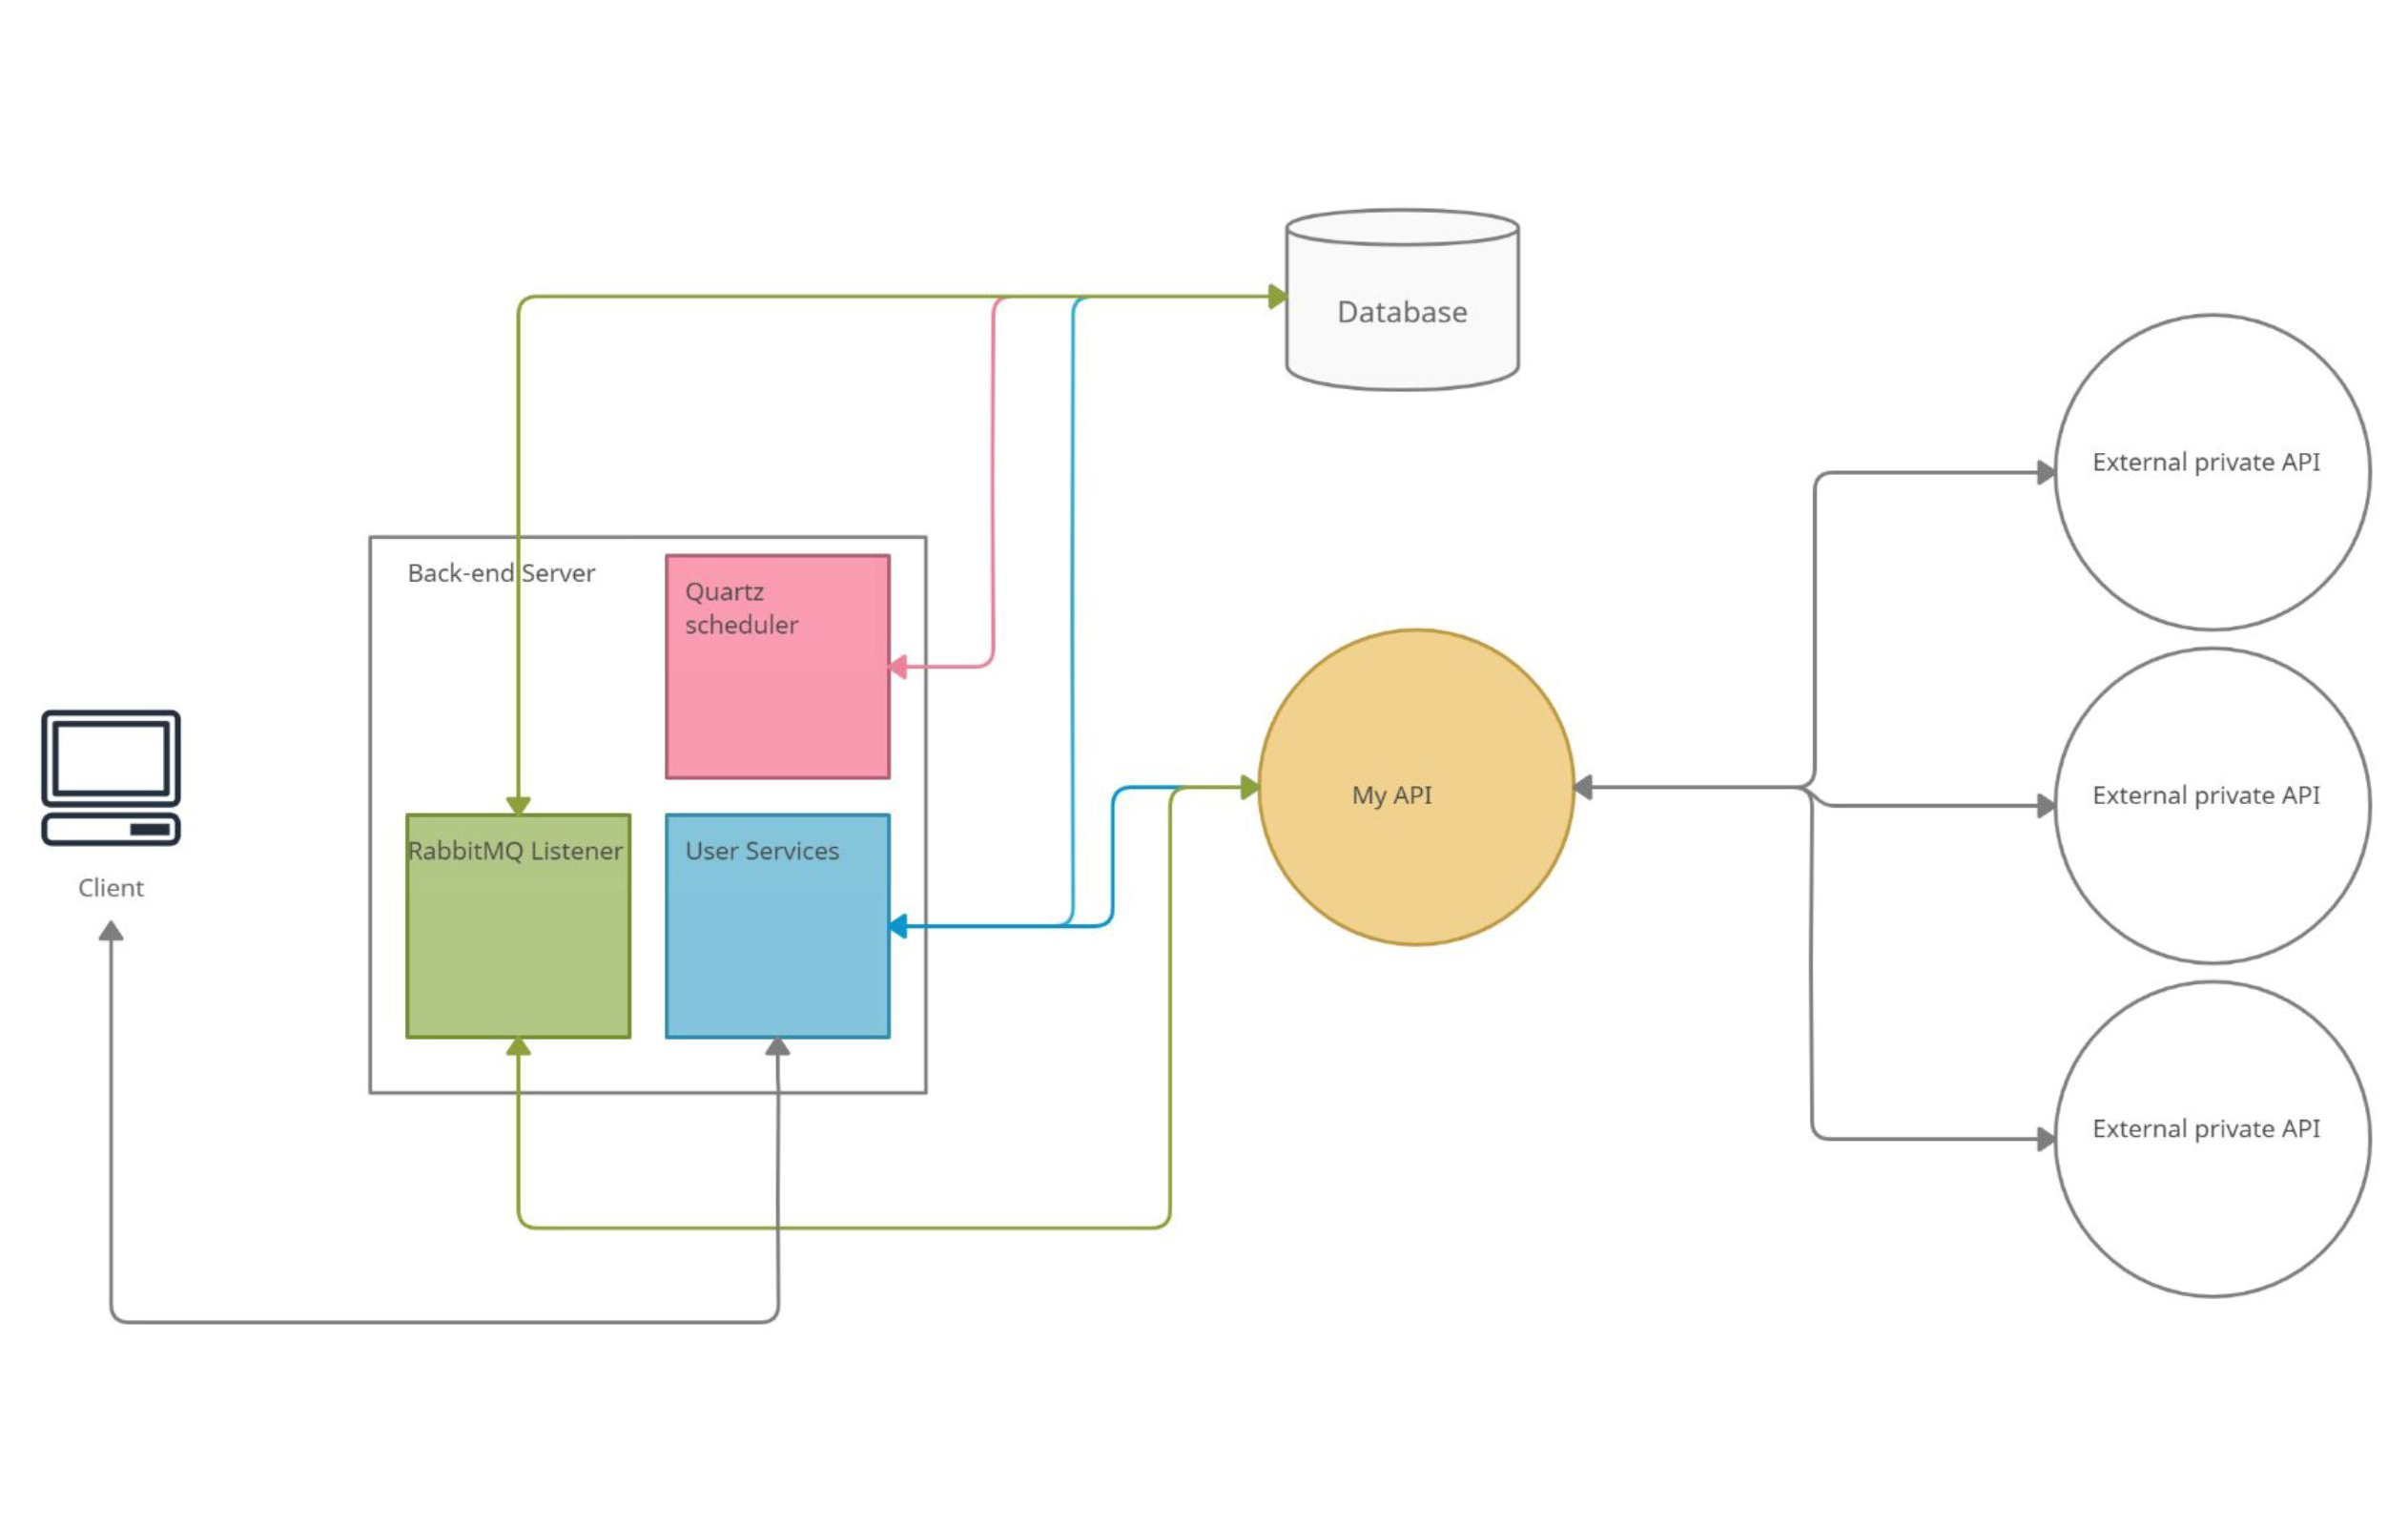 Database
External private API
Back-end Server
Quartz
scheduler
My API
External private API
RabbitMQ Listener
User Services
Client
External private API